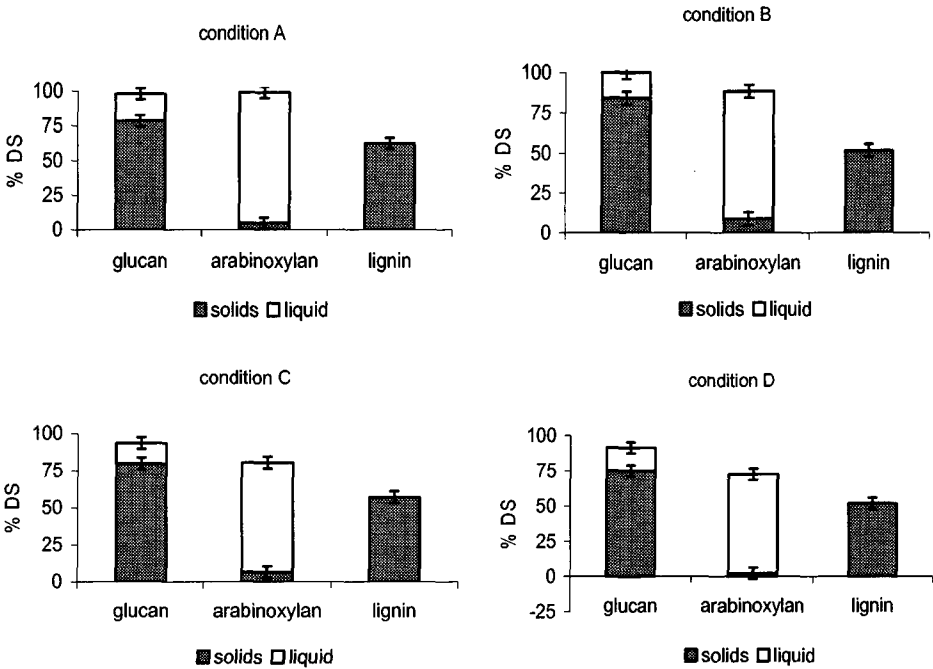 condition A
100
75
50
25
0
% DS
glucan arabinoxylan lignin
solids liquid
condition B
100
75
50
25
0
% DS
glucan arabinoxylan lignin
solids liquid
condition C
100
75
50
25
0
% DS
glucan arabinoxylan lignin
solids liquid
condition D
100
75
50
25
0
-25
% DS
glucan arabinoxylan lignin
solids liquid